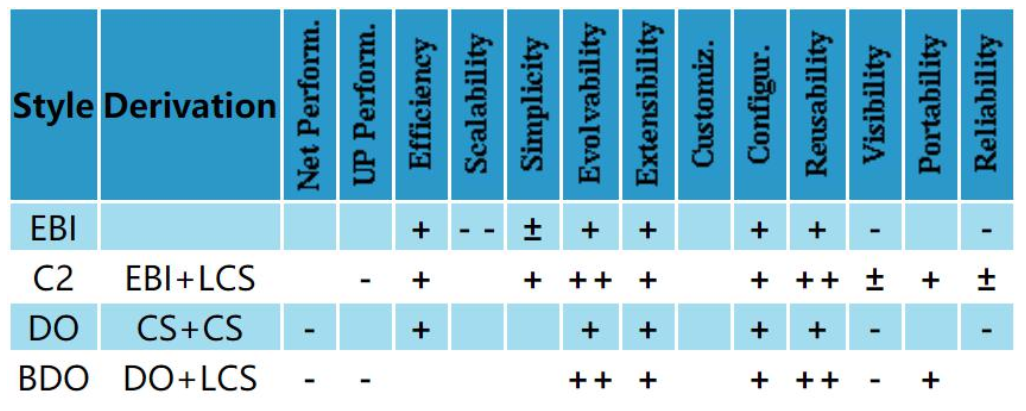 Style Derivation Net Perform. UP Perform. Efficiency Scalability Simplicity Evolvability Extensibility Customiz. Configur. Reusability Visibility Portability Reliability
EBI + - - ± + + + + - -
C2 EBI+LCS - + + ++ + + ++ ± + ±
DO CS+CS - + + + + + - -
BDO DO+LCS - - ++ + + ++ - +